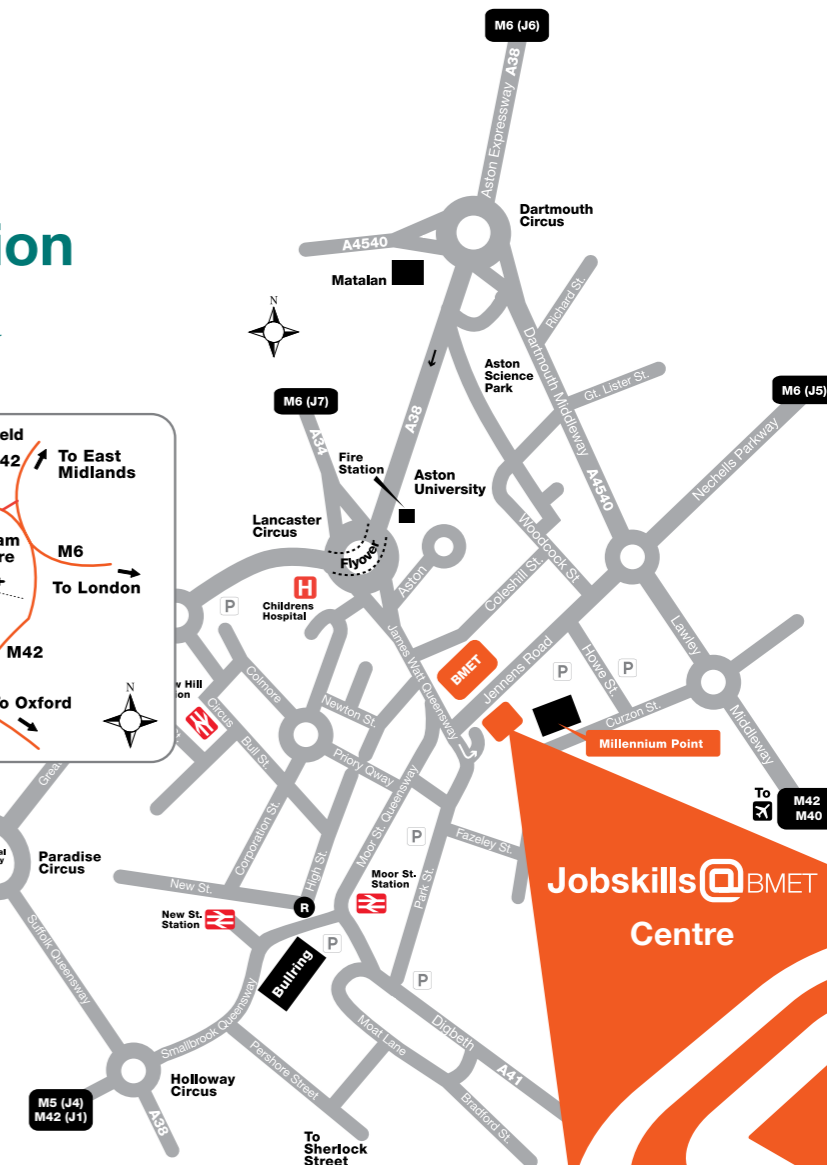 M6 (J6)
Aston Expressway A38
Dartmouth
Circus
ion
A4540
Matalan
Richard St.
N
Dartmouth Middleway
A4540
Aston
Science
Park
Gt. Lister St.
M6 (J5)
Nechells Parkway
M6 (J7)
A34
A38
eld
42
To East
Midlands
Fire
Station
Aston
University
Lancaster
Circus
Flyover
am
re
M6
To London
Woodcock St.
Coleshill St.
Aston
P
H
Childrens
Hospital
M42
James Watt Queensway
BMET
Jennens Road
Howe St.
P
P
Lawley
Middleway
o Oxford
N
w Hill
ion
Circus
Colmore
Newton St.
Curzon St.
Millennium Point
Bull St.
Priory Qway
Great
To
M42
M40
Corporation St.
High St.
Moor St. Queensway
P
Fazeley St.
Park St.
Paradise
Circus
Jobskills@BMET
Centre
New St.
Moor St.
Station
R
New St.
Station
P
Bullring
P
Suffolk Queensway
Smallbrook Queensway
Moat Lane
Digbeth
A41
Pershore Street
Bradford St.
Holloway
Circus
M5 (J4)
M42 (J1)
A38
To
Sherlock
Street